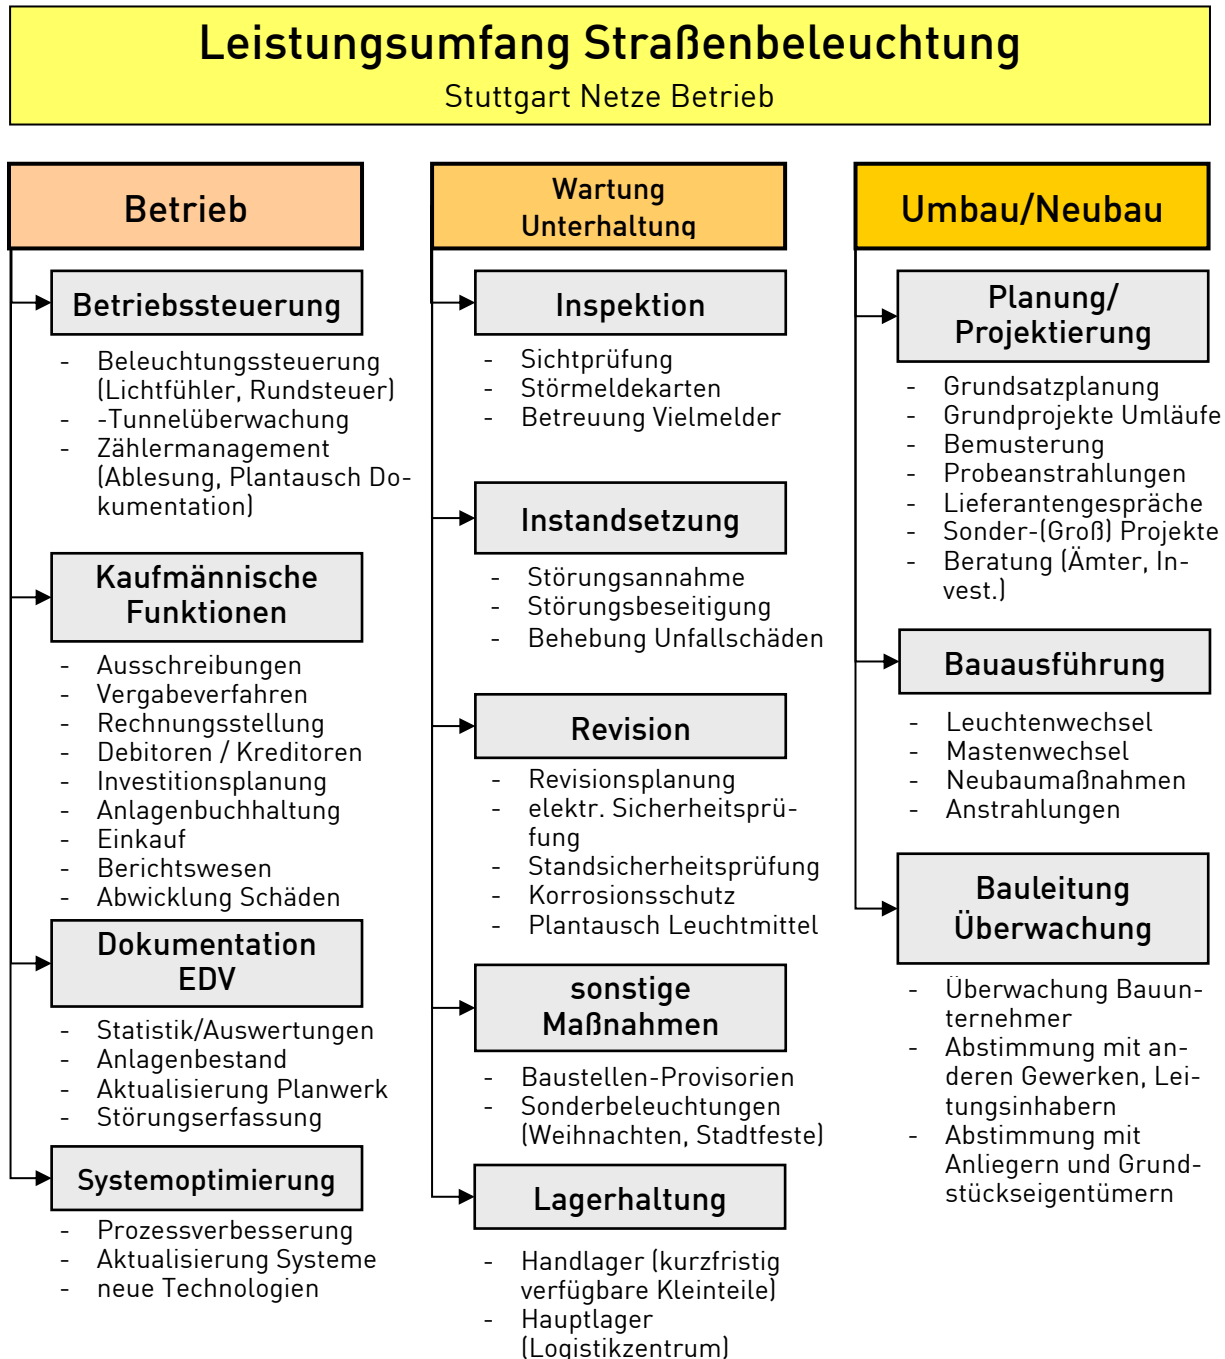 Leistungsumfang Straßenbeleuchtung
Stuttgart Netze Betrieb
Betrieb
Betriebssteuerung
- Beleuchtungssteuerung
(Lichtfühler, Rundsteuer)
- -Tunnelüberwachung
- Zählermanagement
(Ablesung, Plantausch Do-
kumentation)
Kaufmännische
Funktionen
- Ausschreibungen
- Vergabeverfahren
- Rechnungsstellung
- Debitoren / Kreditoren
- Investitionsplanung
- Anlagenbuchhaltung
- Einkauf
- Berichtswesen
- Abwicklung Schäden
Dokumentation
EDV
- Statistik/Auswertungen
- Anlagenbestand
- Aktualisierung Planwerk
- Störungserfassung
Systemoptimierung
- Prozessverbesserung
- Aktualisierung Systeme
- neue Technologien
Wartung
Unterhaltung
Inspektion
- Sichtprüfung
- Störmeldekarten
- Betreuung Vielmelder
Instandsetzung
- Störungsannahme
- Störungsbeseitigung
- Behebung Unfallschäden
Revision
- Revisionsplanung
- elektr. Sicherheitsprü-
fung
- Standsicherheitsprüfung
- Korrosionsschutz
- Plantausch Leuchtmittel
sonstige
Maßnahmen
- Baustellen-Provisorien
- Sonderbeleuchtungen
(Weihnachten, Stadtfeste)
Lagerhaltung
- Handlager (kurzfristig
verfügbare Kleinteile)
- Hauptlager
(Logistikzentrum)
Umbau/Neubau
Planung/
Projektierung
- Grundsatzplanung
- Grundprojekte Umläufe
- Bemusterung
- Probeanstrahlungen
- Lieferantengespräche
- Sonder-(Groß) Projekte
- Beratung (Ämter, In-
vest.)
Bauausführung
- Leuchtenwechsel
- Mastenwechsel
- Neubaumaßnahmen
- Anstrahlungen
Bauleitung
Überwachung
- Überwachung Bauun-
ternehmer
- Abstimmung mit an-
deren Gewerken, Lei-
tungsinhabern
- Abstimmung mit
Anliegern und Grund-
stückseigentümern